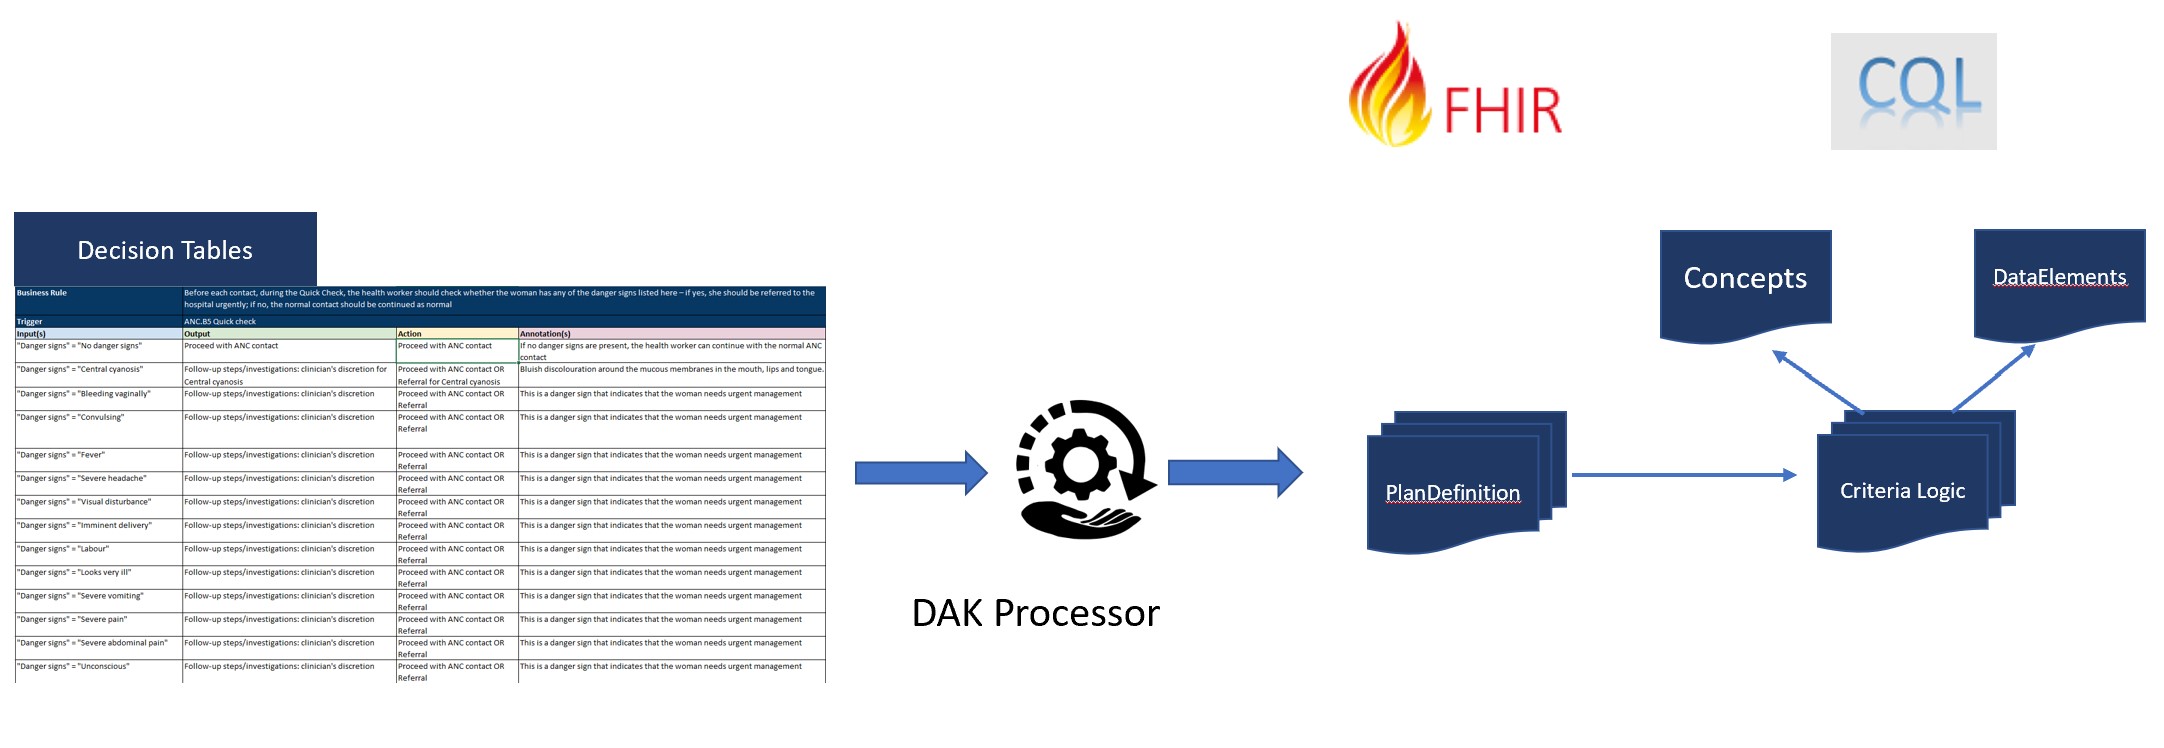 FHIR
CQL
Decision Tables
Business Rule
Before each contact, during the Quick Check, the health worker should check whether the woman has any of the danger signs listed here – if yes, she should be referred to the
hospital urgently; if no, the normal contact should be continued as normal
Trigger
ANC.B5 Quick check
Input(s) Output Action Annotation(s)
"Danger signs" = "No danger signs" Proceed with ANC contact Proceed with ANC contact If no danger signs are present, the health worker can continue with the normal ANC
contact
"Danger signs" = "Central cyanosis" Follow-up steps/investigations: clinician's discretion for Proceed with ANC contact OR Bluish discolouration around the mucous membranes in the mouth, lips and tongue.
Central cyanosis Referral for Central cyanosis
"Danger signs" = "Bleeding vaginally" Follow-up steps/investigations: clinician's discretion Proceed with ANC contact OR This is a danger sign that indicates that the woman needs urgent management
Referral
"Danger signs" = "Convulsing" Follow-up steps/investigations: clinician's discretion Proceed with ANC contact OR This is a danger sign that indicates that the woman needs urgent management
Referral
"Danger signs" = "Fever" Follow-up steps/investigations: clinician's discretion Proceed with ANC contact OR This is a danger sign that indicates that the woman needs urgent management
Referral
"Danger signs" = "Severe headache" Follow-up steps/investigations: clinician's discretion Proceed with ANC contact OR This is a danger sign that indicates that the woman needs urgent management
Referral
"Danger signs" = "Visual disturbance" Follow-up steps/investigations: clinician's discretion Proceed with ANC contact OR This is a danger sign that indicates that the woman needs urgent management
Referral
"Danger signs" = "Imminent delivery" Follow-up steps/investigations: clinician's discretion Proceed with ANC contact OR This is a danger sign that indicates that the woman needs urgent management
Referral
"Danger signs" = "Labour" Follow-up steps/investigations: clinician's discretion Proceed with ANC contact OR This is a danger sign that indicates that the woman needs urgent management
Referral
"Danger signs" = "Looks very ill" Follow-up steps/investigations: clinician's discretion Proceed with ANC contact OR This is a danger sign that indicates that the woman needs urgent management
Referral
"Danger signs" = "Severe vomiting" Follow-up steps/investigations: clinician's discretion Proceed with ANC contact OR This is a danger sign that indicates that the woman needs urgent management
Referral
"Danger signs" = "Severe pain" Follow-up steps/investigations: clinician's discretion Proceed with ANC contact OR This is a danger sign that indicates that the woman needs urgent management
Referral
"Danger signs" = "Severe abdominal pain" Follow-up steps/investigations: clinician's discretion Proceed with ANC contact OR This is a danger sign that indicates that the woman needs urgent management
Referral
"Danger signs" = "Unconscious" Follow-up steps/investigations: clinician's discretion Proceed with ANC contact OR This is a danger sign that indicates that the woman needs urgent management
Referral
DAK Processor
PlanDefinition
Concepts
DataElements
Criteria Logic